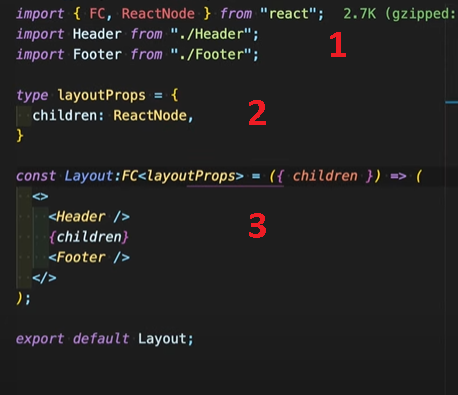 import { FC, ReactNode } from "react"; 2.7K (gzipped:
import Header from "./Header";
import Footer from "./Footer";
1
type layoutProps = {
children: ReactNode,
}
2
const Layout:FC<layoutProps> = ({ children }) => (
<>
<Header />
{children}
<Footer />
</>
);
3
export default Layout;